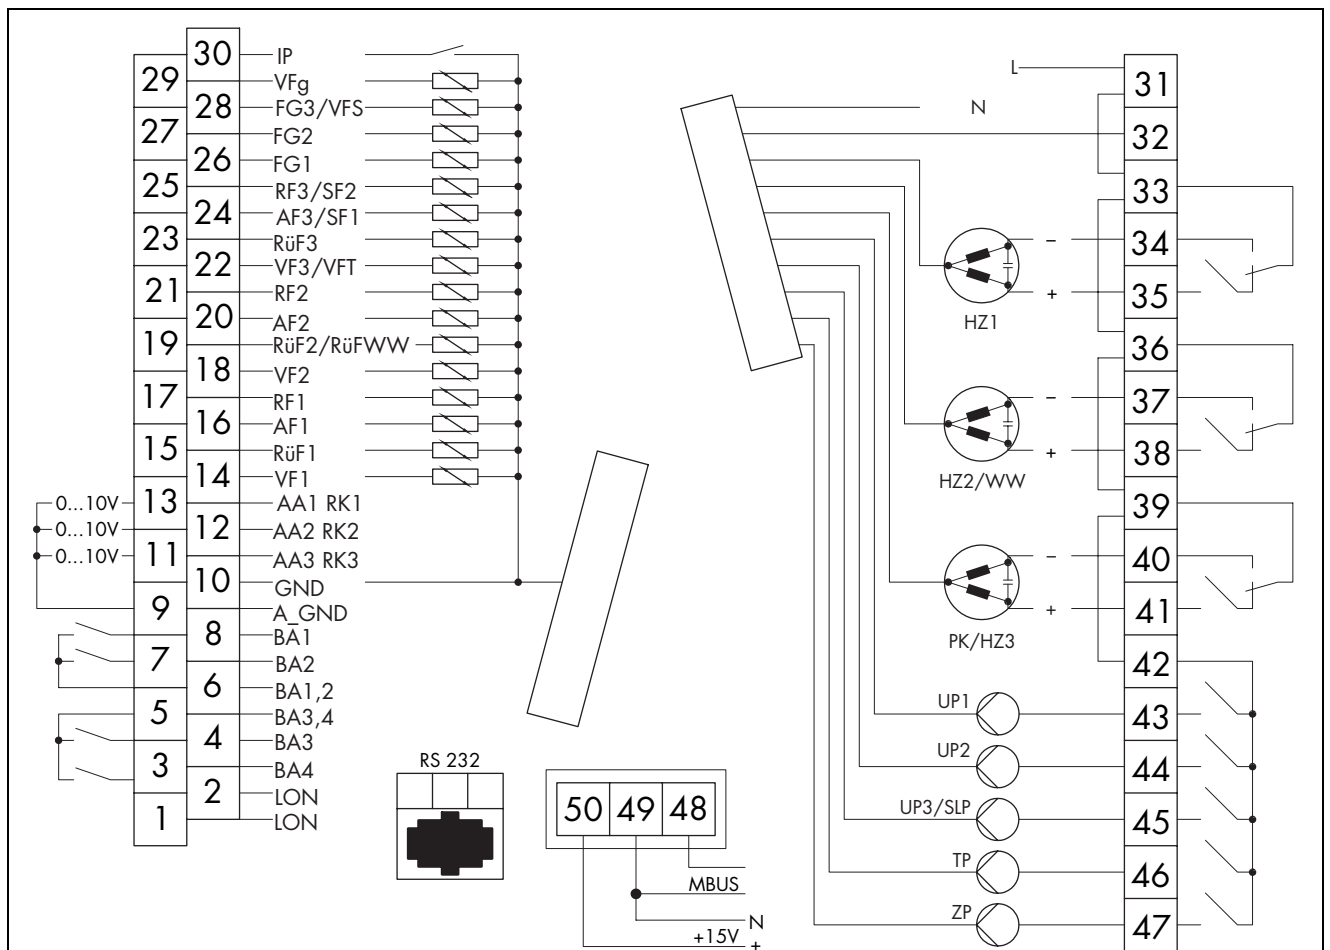 30 IP
29 VFg
28 FG3/VFS
27 FG2
26 FG1
25 RF3/SF2
24 AF3/SF1
23 RüF3
22 VF3/VFT
21 RF2
20 AF2
19 RüF2/RüFWW
18 VF2
17 RF1
16 AF1
15 RüF1
14 VF1
0...10V 13 AA1 RK1
0...10V 12 AA2 RK2
0...10V 11 AA3 RK3
10 GND
9 A_GND
8 BA1
7 BA2
6 BA1,2
5 BA3,4
4 BA3
3 BA4
2 LON
1 LON
RS 232
50 49 48
MBUS
N
+15V +
L 31
N
32
33
− 34
+ 35
HZ1
36
− 37
+ 38
HZ2/WW
39
− 40
+ 41
PK/HZ3
42
UP1 43
UP2 44
UP3/SLP 45
TP 46
ZP 47